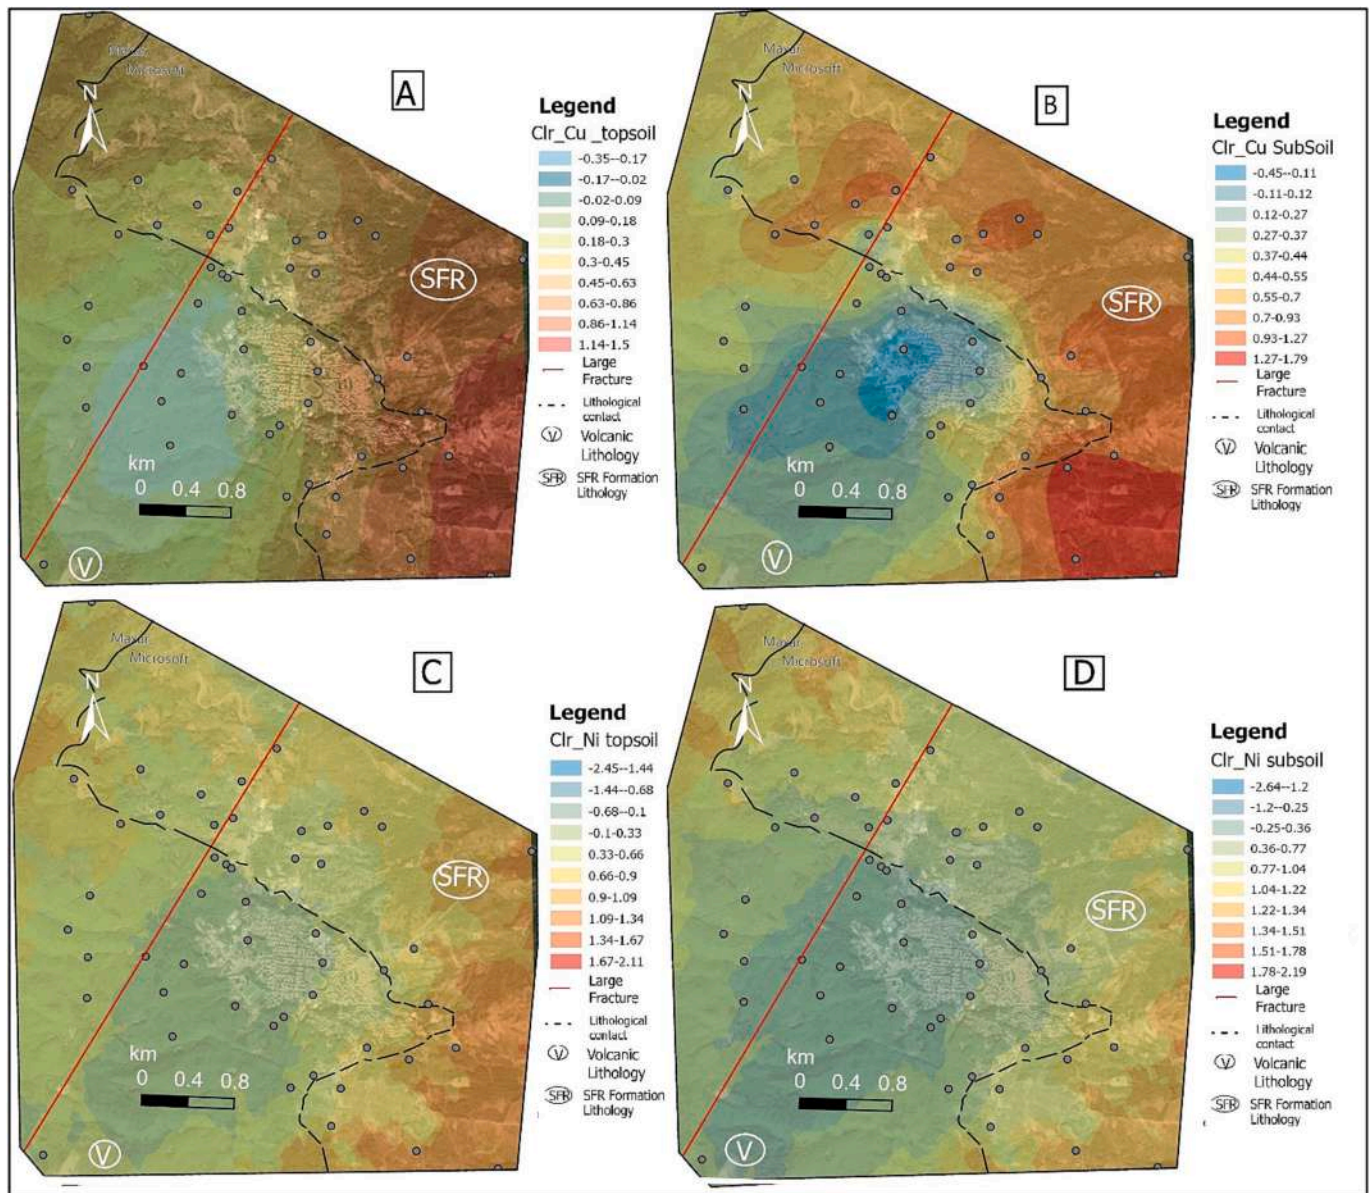 Maxar
Microsoft
N
A
SFR
km
0 0.4 0.8
V
Legend
Clr_Cu _topsoil
-0.35--0.17
-0.17--0.02
-0.02-0.09
0.09-0.18
0.18-0.3
0.3-0.45
0.45-0.63
0.63-0.86
0.86-1.14
1.14-1.5
Large
Fracture
Lithological
contact
V Volcanic
Lithology
SFR SFR Formation
Lithology
Maxar
Microsoft
N
B
SFR
km
0 0.4 0.8
V
Legend
Clr_Cu SubSoil
-0.45--0.11
-0.11-0.12
0.12-0.27
0.27-0.37
0.37-0.44
0.44-0.55
0.55-0.7
0.7-0.93
0.93-1.27
1.27-1.79
Large
Fracture
Lithological
contact
V Volcanic
Lithology
SFR SFR Formation
Lithology
Maxar
Microsoft
N
C
SFR
km
0 0.4 0.8
V
Legend
Clr_Ni topsoil
-2.45--1.44
-1.44--0.68
-0.68--0.1
-0.1-0.33
0.33-0.66
0.66-0.9
0.9-1.09
1.09-1.34
1.34-1.67
1.67-2.11
Large
Fracture
Lithological
contact
V Volcanic
Lithology
SFR SFR Formation
Lithology
Maxar
Microsoft
N
D
SFR
km
0 0.4 0.8
V
Legend
Clr_Ni subsoil
-2.64--1.2
-1.2--0.25
-0.25-0.36
0.36-0.77
0.77-1.04
1.04-1.22
1.22-1.34
1.34-1.51
1.51-1.78
1.78-2.19
Large
Fracture
Lithological
contact
V Volcanic
Lithology
SFR SFR Formation
Lithology